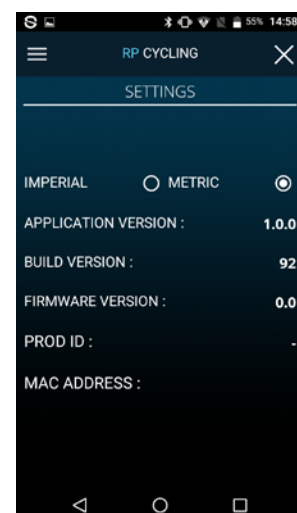 S 55% 14:58
RP CYCLING
SETTINGS
IMPERIAL METRIC
APPLICATION VERSION : 1.0.0
BUILD VERSION : 92
FIRMWARE VERSION : 0.0
PROD ID : -
MAC ADDRESS :